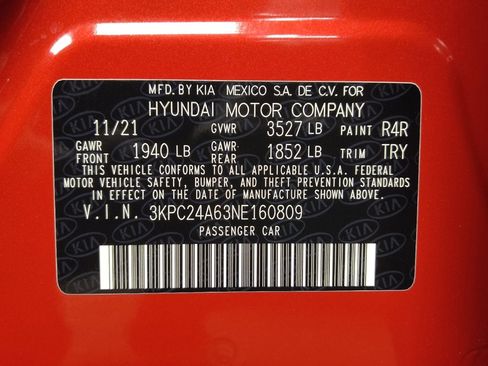 MFD. BY KIA MEXICO S.A. DE C.V. FOR
HYUNDAI MOTOR COMPANY
11/21 GVWR 3527 LB PAINT R4R
GAWR FRONT 1940 LB GAWR REAR 1852 LB TRIM TRY
THIS VEHICLE CONFORMS TO ALL APPLICABLE U.S.A. FEDERAL
MOTOR VEHICLE SAFETY, BUMPER, AND THEFT PREVENTION STANDARDS
IN EFFECT ON THE DATE OF MANUFACTURE SHOWN ABOVE.
V.I.N. 3KPC24A63NE160809
PASSENGER CAR